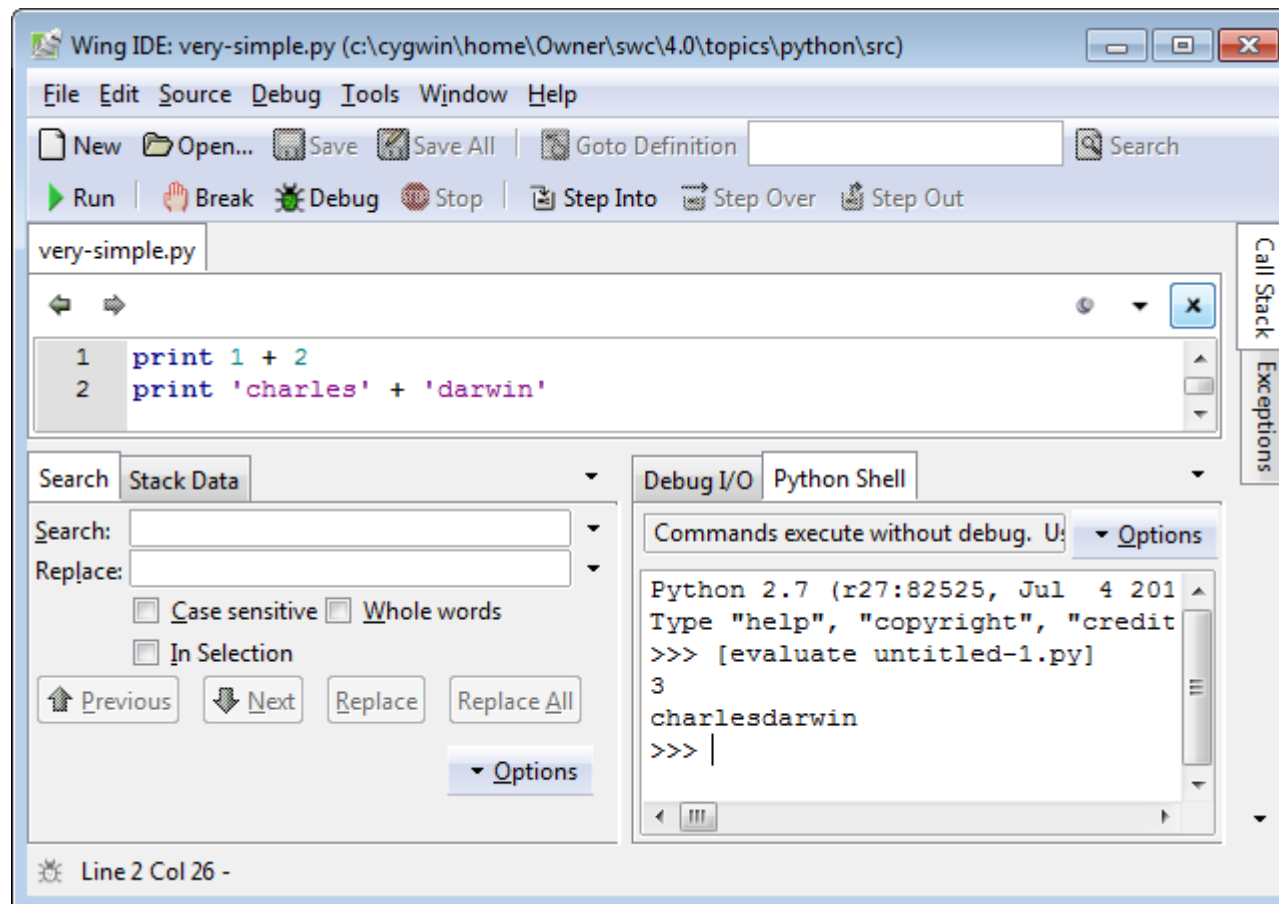 Wing IDE: very-simple.py (c:\cygwin\home\Owner\swc\4.0\topics\python\src)
File Edit Source Debug Tools Window Help
New Open... Save Save All Goto Definition Search
Run Break Debug Stop Step Into Step Over Step Out
very-simple.py
Call Stack
Exceptions
1 print 1 + 2
2 print 'charles' + 'darwin'
Search Stack Data
Search:
Replace:
Case sensitive Whole words
In Selection
Previous Next Replace Replace All
Options
Debug I/O Python Shell
Commands execute without debug. Options
Python 2.7 (r27:82525, Jul 4 201
Type "help", "copyright", "credit
>>> [evaluate untitled-1.py]
3
charlesdarwin
>>>
Line 2 Col 26 -